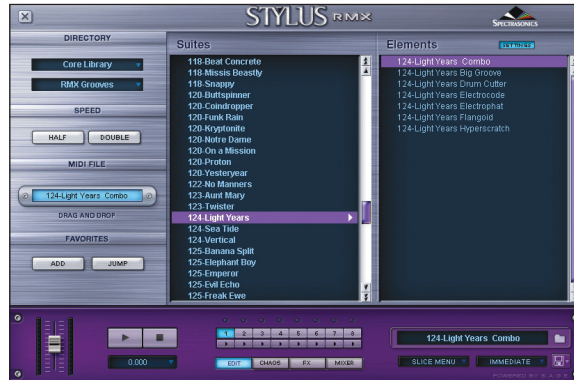 STYLUS RMX
SPECTRASONICS
DIRECTORY
Core Library
RMX Grooves
SPEED
HALF DOUBLE
MIDI FILE
124-Light Years Combo
DRAG AND DROP
FAVORITES
ADD JUMP
Suites
118-Beat Concrete
118-Missis Beastly
118-Snappy
120-Buttspinner
120-Coindropper
120-Funk Rain
120-Kryptonite
120-Notre Dame
120-On a Mission
120-Proton
120-Yesteryear
122-No Manners
123-Aunt Mary
123-Twister
124-Light Years
124-Sea Tide
124-Vertical
125-Banana Split
125-Elephant Boy
125-Emperor
125-Evil Echo
125-Freak Ewe
Elements
SETTINGS
124-Light Years Combo
124-Light Years Big Groove
124-Light Years Drum Cutter
124-Light Years Electrocode
124-Light Years Electrophat
124-Light Years Flangoid
124-Light Years Hyperscratch
0.000
1 2 3 4 5 6 7 8
EDIT CHAOS FX MIXER
124-Light Years Combo
SLICE MENU IMMEDIATE
POWERED BY S.A.G.E.